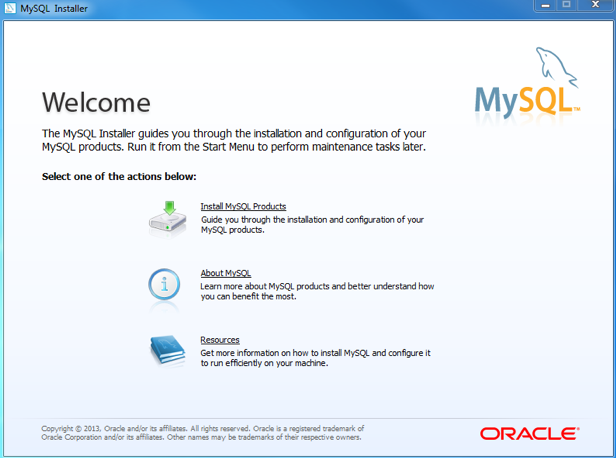 MySQL Installer
MySQL™
Welcome
The MySQL Installer guides you through the installation and configuration of your
MySQL products. Run it from the Start Menu to perform maintenance tasks later.
Select one of the actions below:
Install MySQL Products
Guide you through the installation and configuration of your
MySQL products.
About MySQL
Learn more about MySQL products and better understand how
you can benefit the most.
Resources
Get more information on how to install MySQL and configure it
to run efficiently on your machine.
Copyright © 2013, Oracle and/or its affiliates. All rights reserved. Oracle is a registered trademark of
Oracle Corporation and/or its affiliates. Other names may be trademarks of their respective owners.
ORACLE®